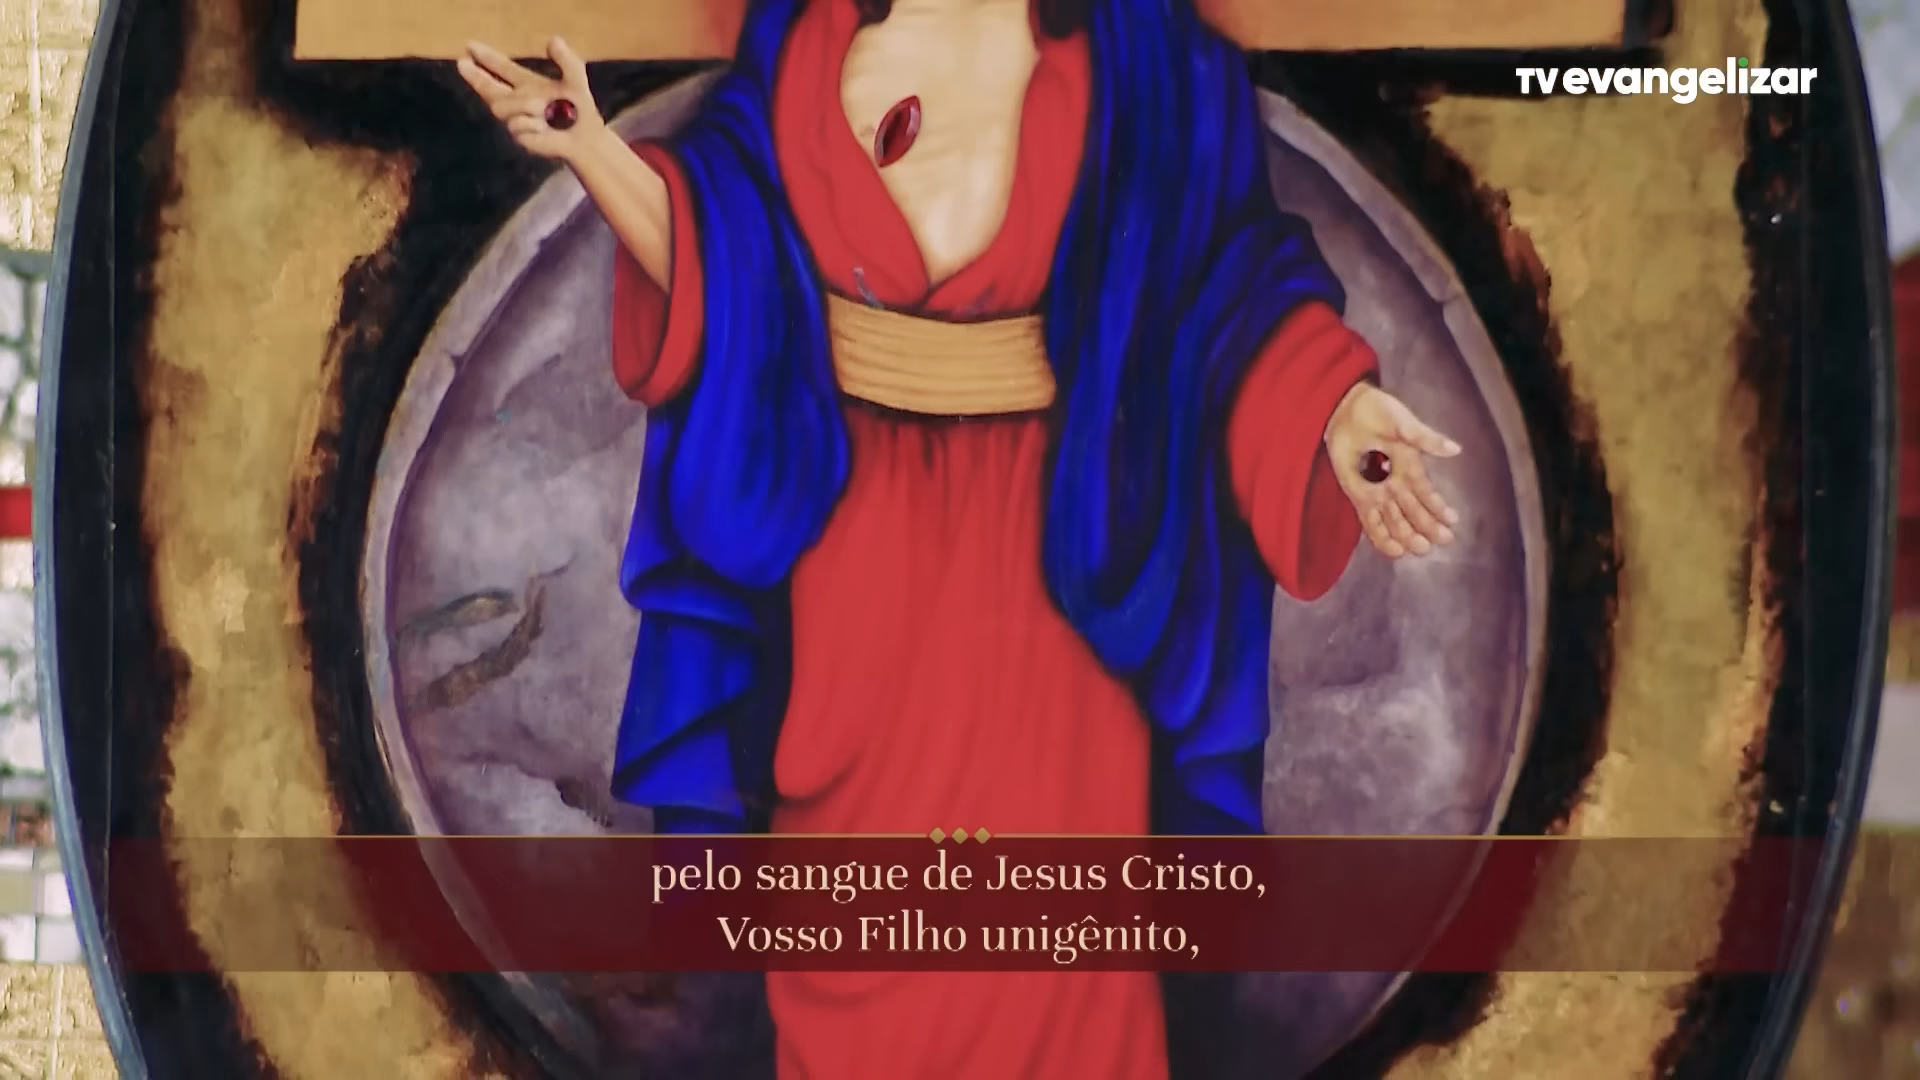 TVevangelizar
pelo sangue de Jesus Cristo,
Vosso Filho unigênito,